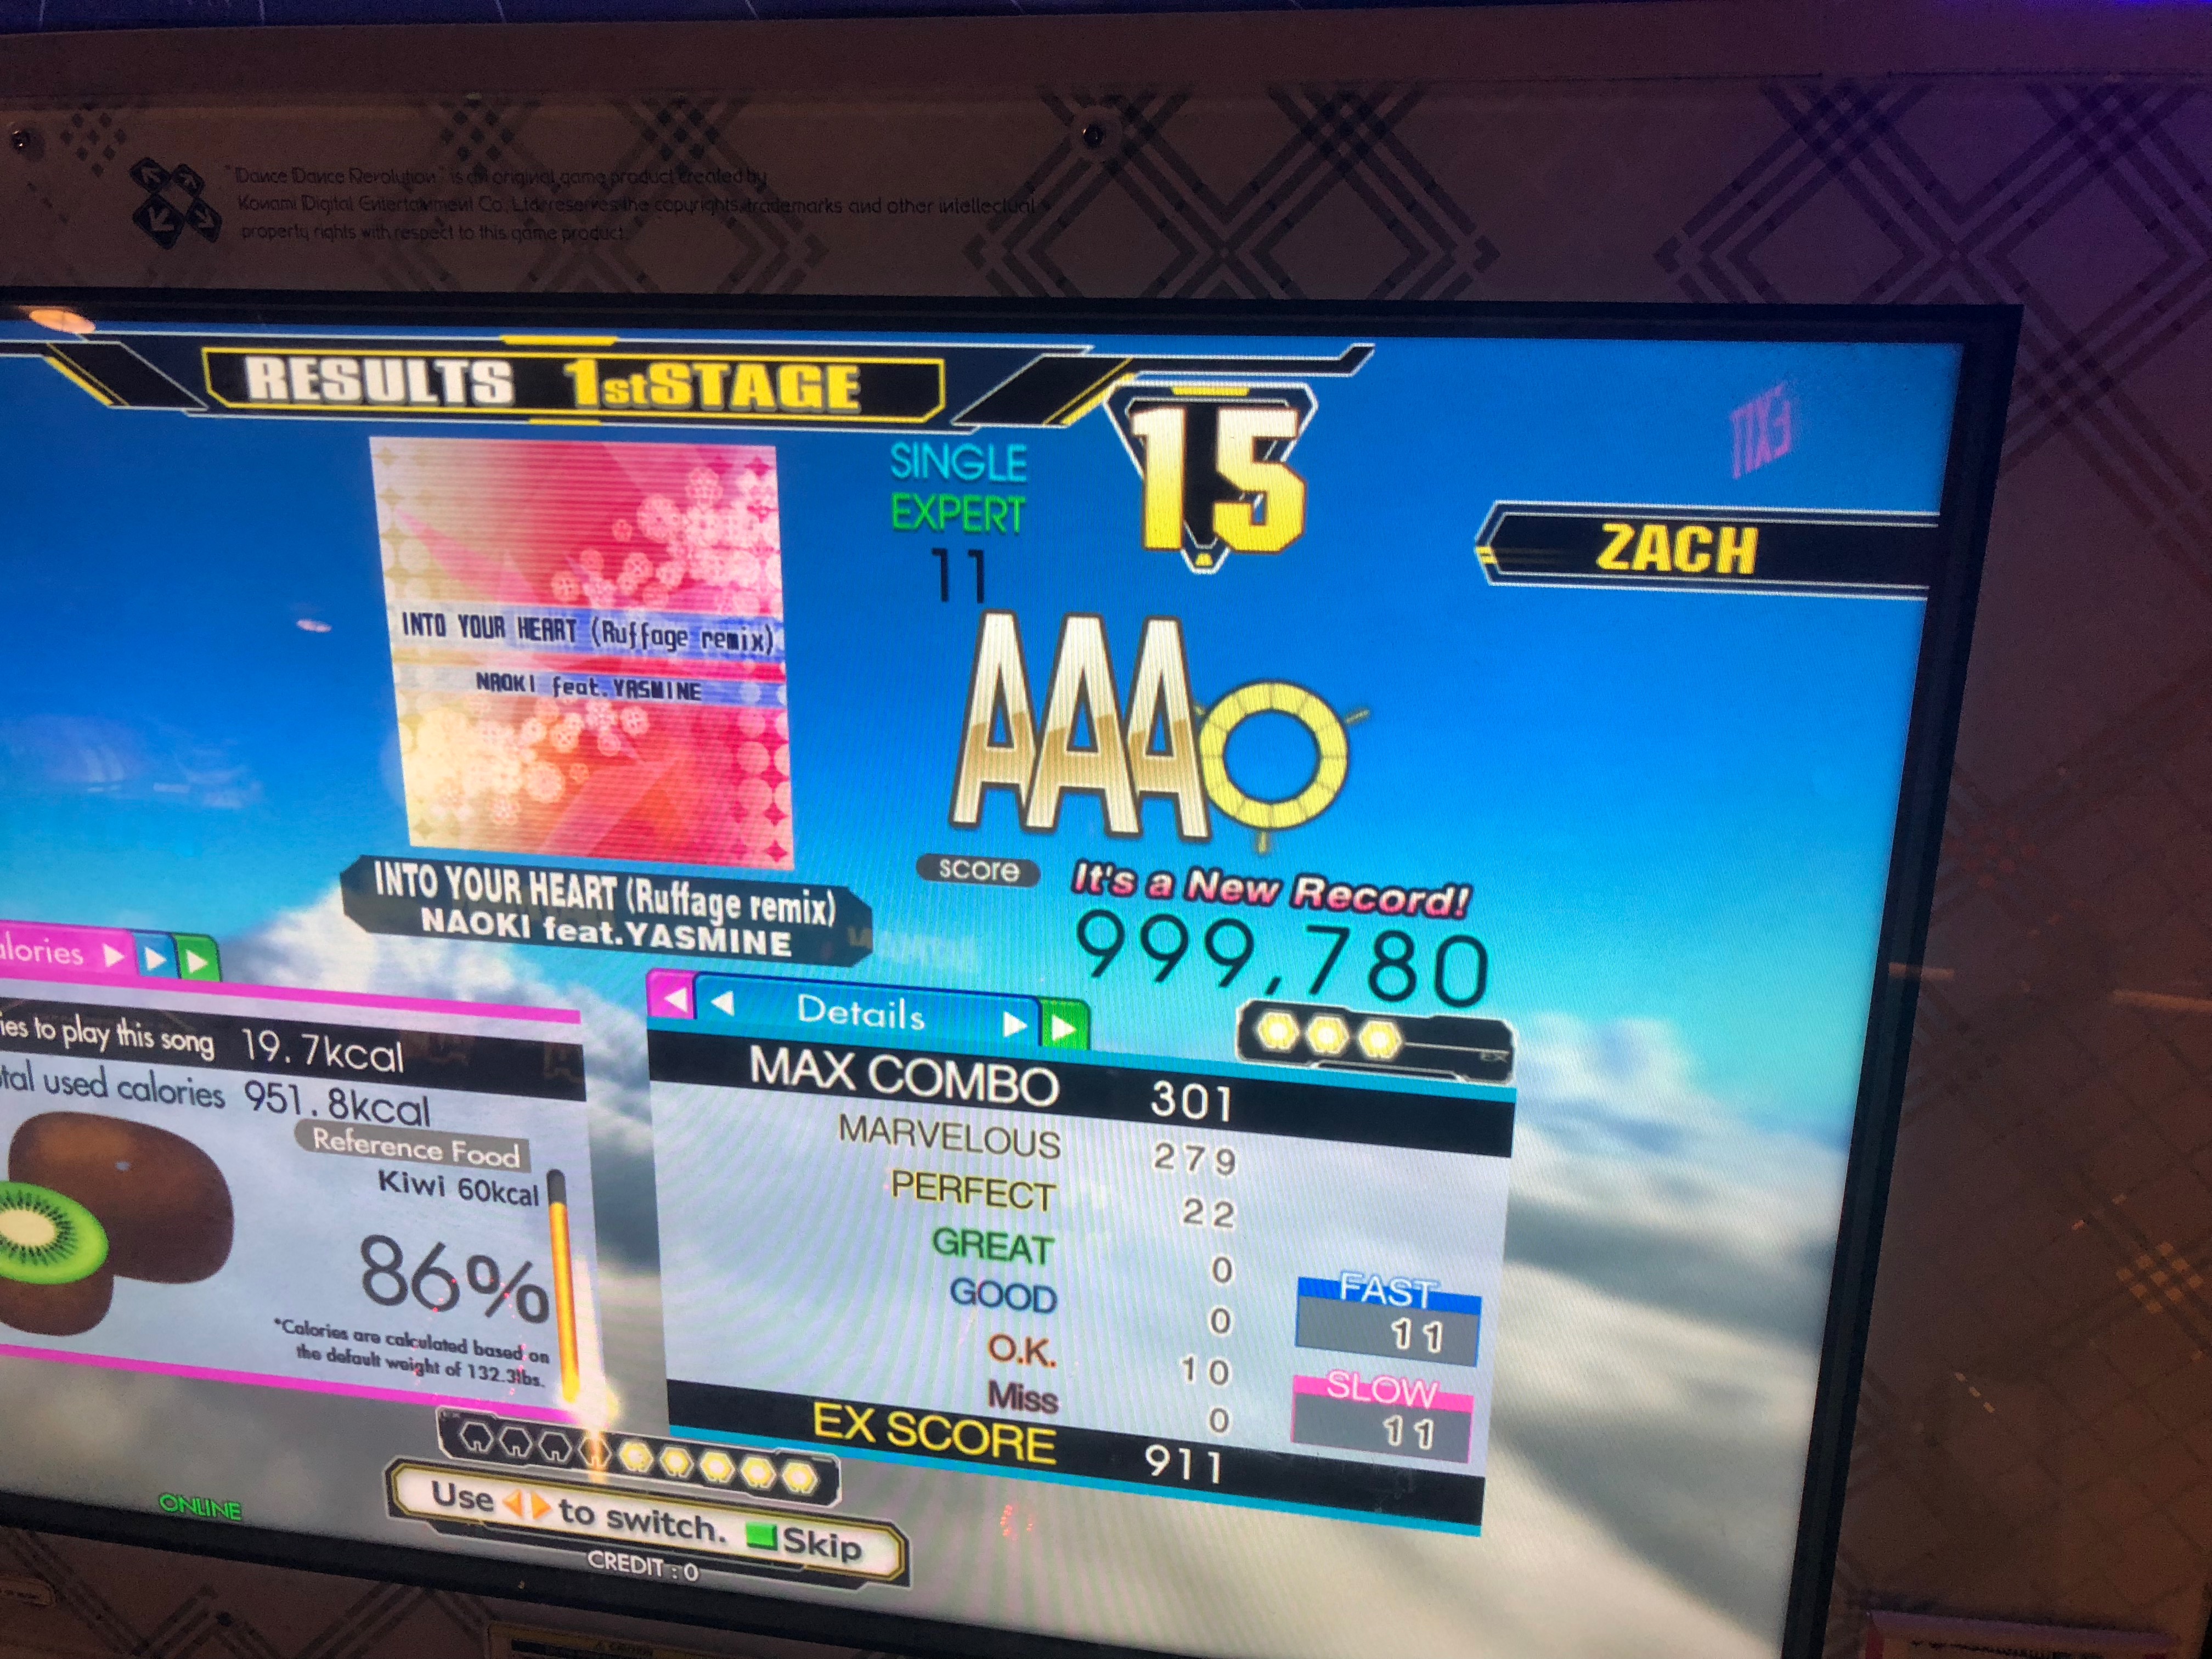 "Dance Dance Revolution" is an original game product created by
Konami Digital Entertainment Co., Ltd. reserves the copyrights, trademarks and other intellectual
property rights with respect to this game product.
RESULTS 1stSTAGE
15
EXIT
SINGLE
EXPERT
11
ZACH
INTO YOUR HEART (Ruffage remix)
NAOKI feat.YASMINE
AAA
INTO YOUR HEART (Ruffage remix)
NAOKI feat.YASMINE
score
It's a New Record!
999,780
alories
ies to play this song 19.7kcal
tal used calories 951.8kcal
Reference Food
Kiwi 60kcal
86%
*Calories are calculated based on
the default weight of 132.3lbs.
Details
EX
MAX COMBO 301
MARVELOUS 279
PERFECT 22
GREAT 0
GOOD 0
O.K. 10
Miss 0
FAST
11
SLOW
11
EX SCORE 911
ONLINE
Use to switch. Skip
CREDIT : 0